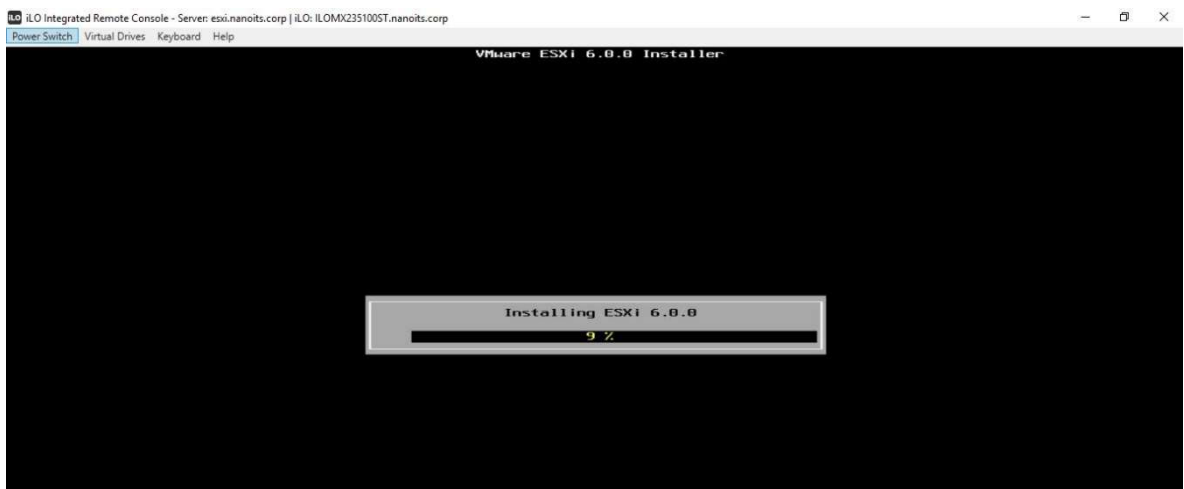 iLO iLO Integrated Remote Console - Server: esxi.nanoits.corp | iLO: ILOMX235100ST.nanoits.corp
Power Switch Virtual Drives Keyboard Help
VMware ESXi 6.0.0 Installer
Installing ESXi 6.0.0
9 %